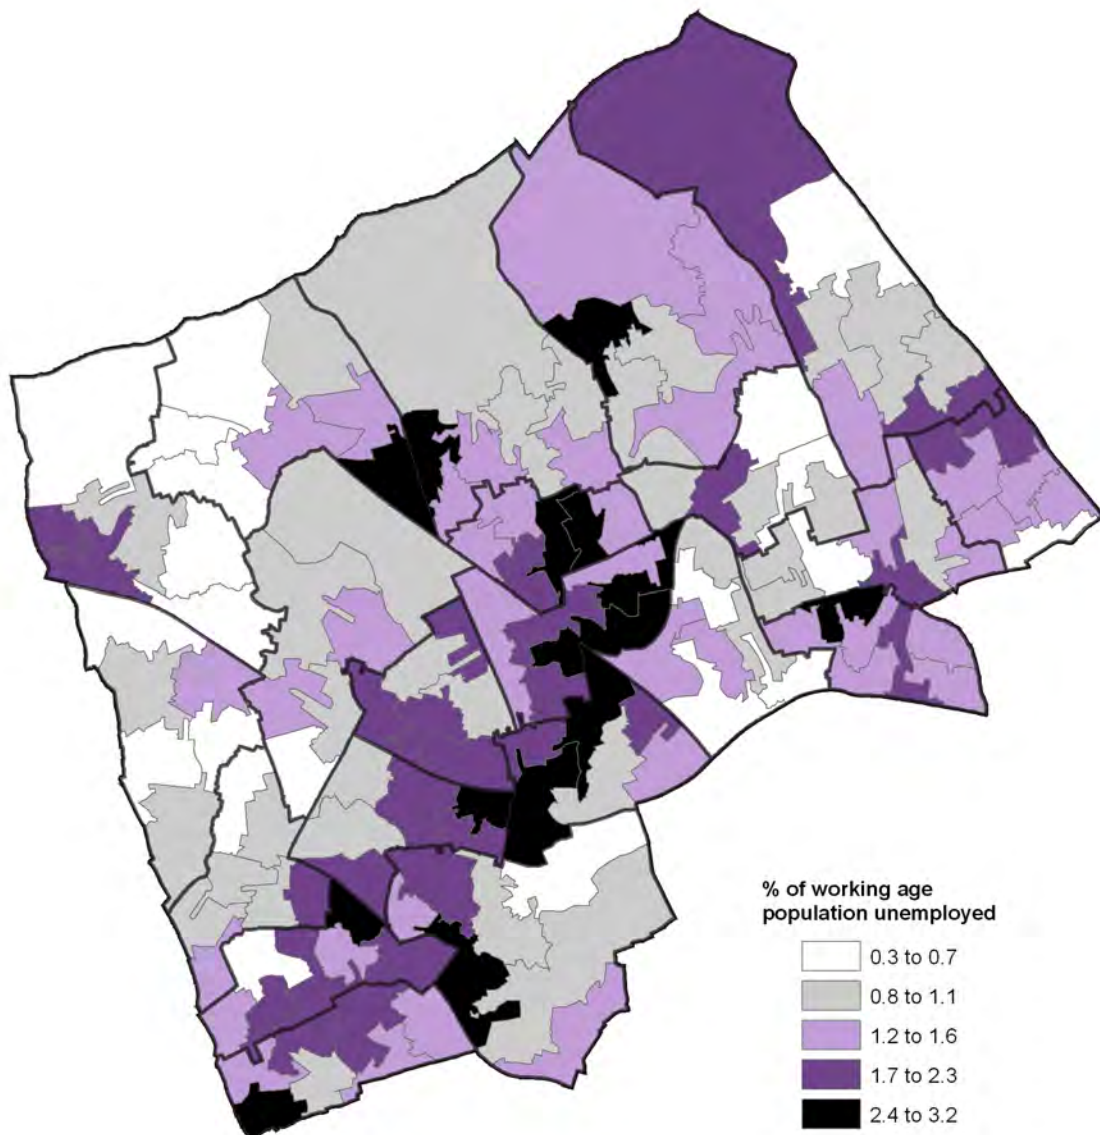 % of working age
population unemployed
0.3 to 0.7
0.8 to 1.1
1.2 to 1.6
1.7 to 2.3
2.4 to 3.2